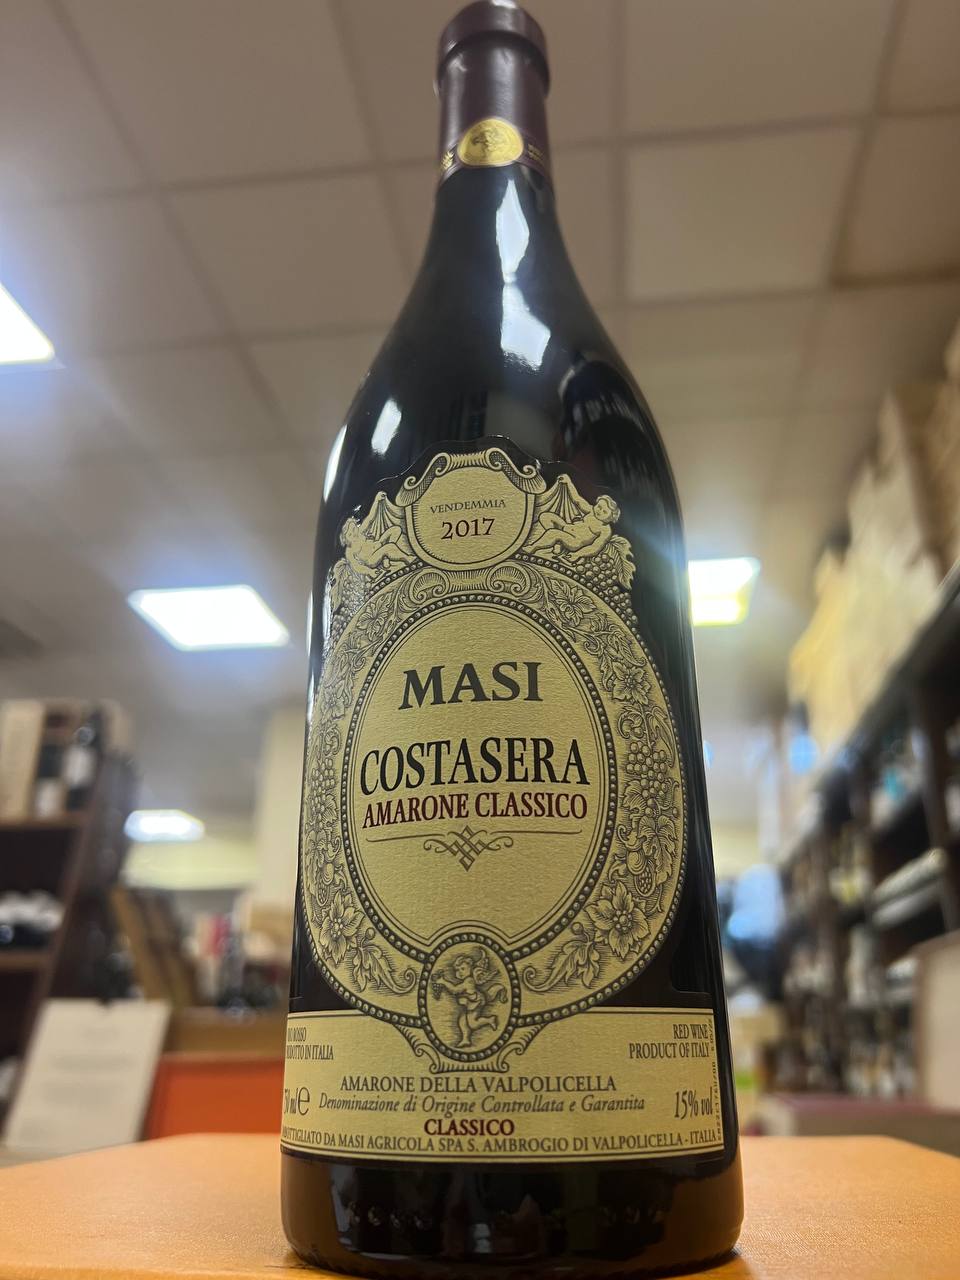 VENDEMMIA
2017
MASI
COSTASERA
AMARONE CLASSICO
RED WINE
PRODUCT OF ITALY
AMARONE DELLA VALPOLICELLA
Denominazione di Origine Controllata e Garantita
15% vol
CLASSICO
DA MASI AGRICOLA SPA S. AMBROGIO DI VALPOLICELLA - ITALIA